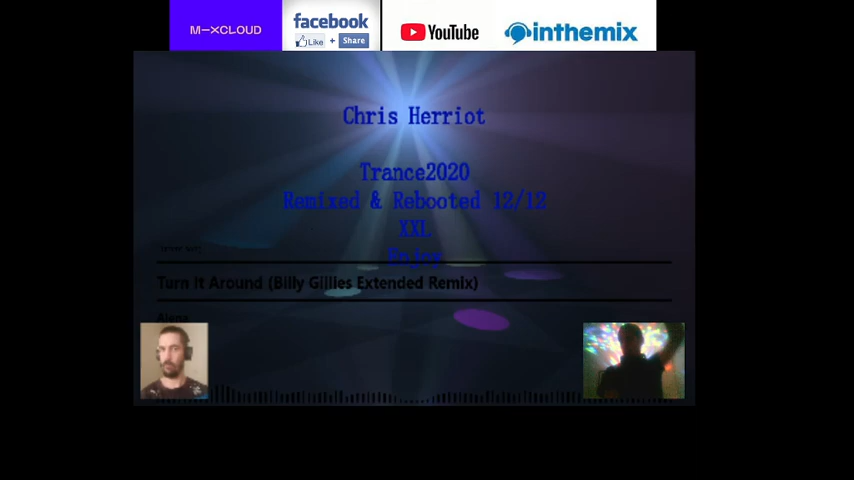 M—XCLOUD
facebook
Like + Share
YouTube
inthemix
Chris Herriot
Trance2020
Remixed & Rebooted 12/12
XXL
Enjoy
Turn It Around (Billy Gillies Extended Remix)
Alena